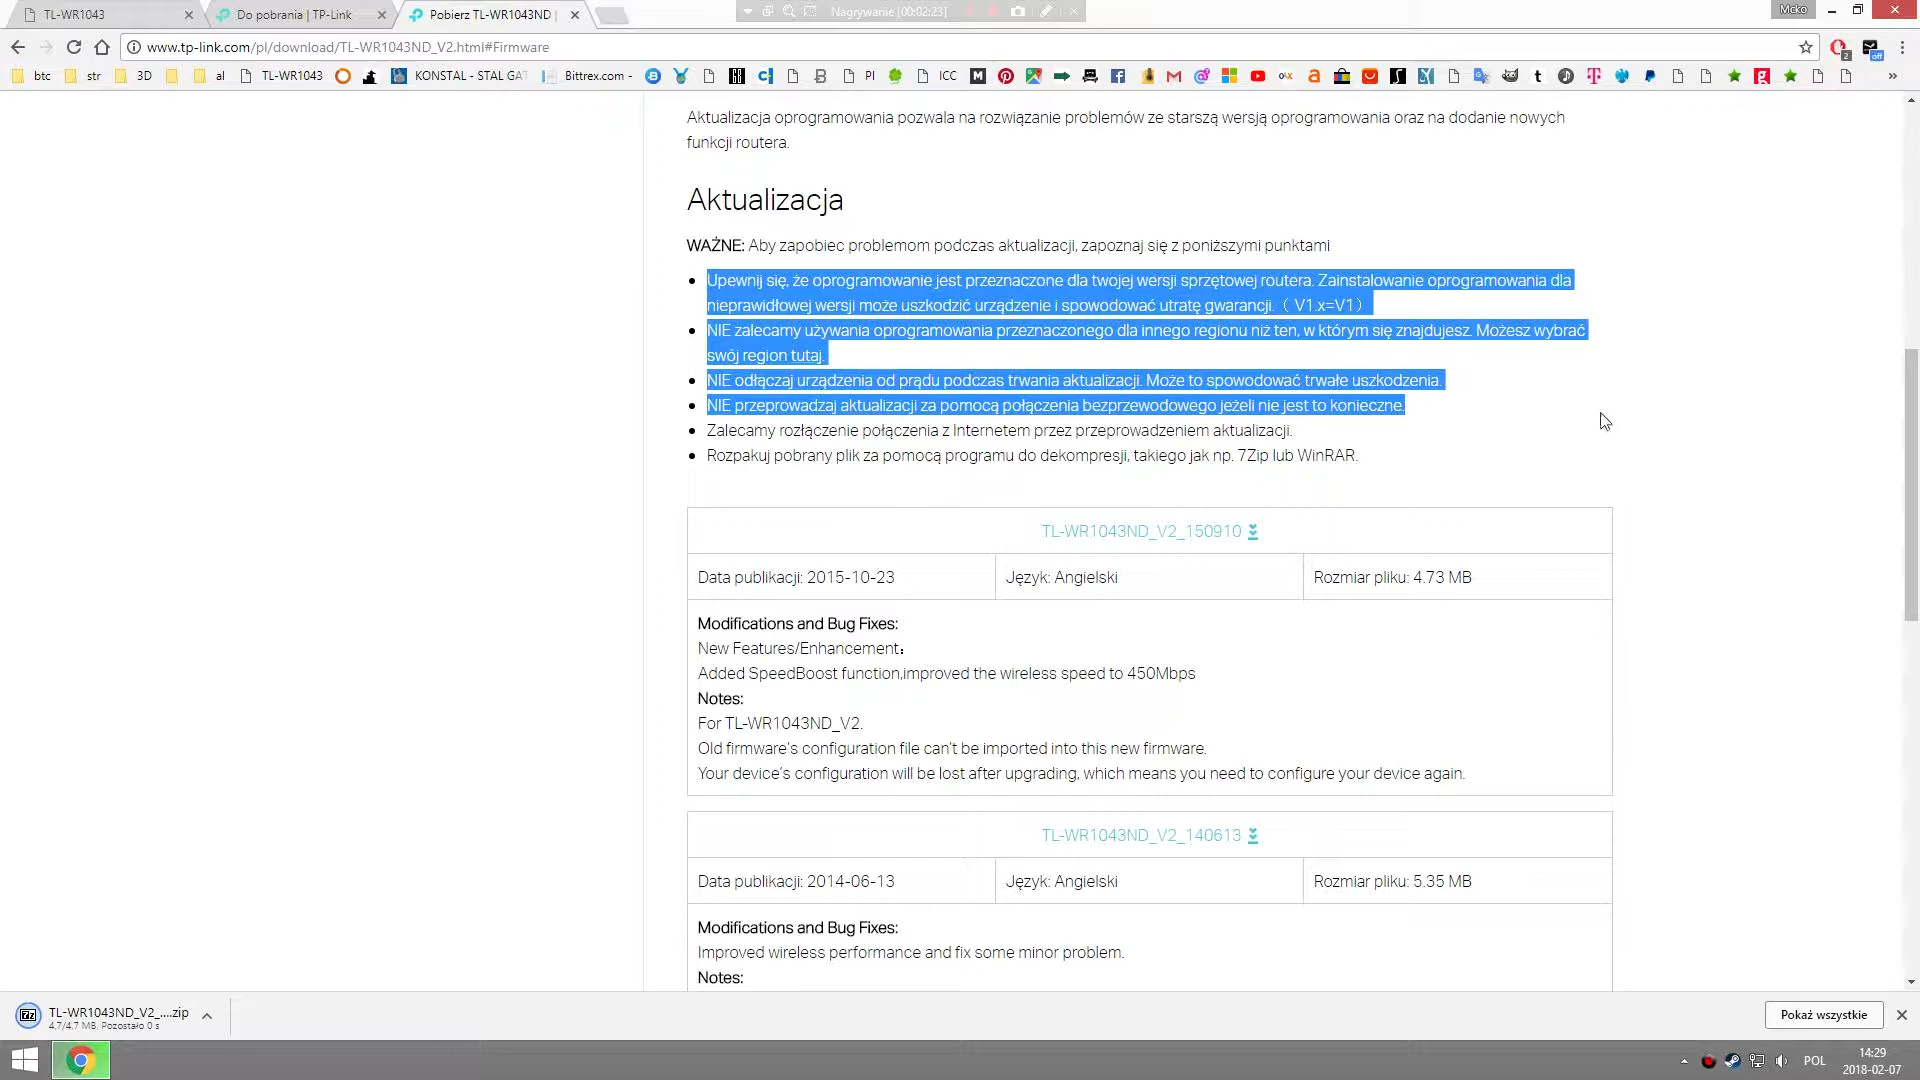 TL-WR1043
Do pobrania | TP-Link
Pobierz TL-WR1043ND |
Nagrywanie [00:02:23]
Mcko
www.tp-link.com/pl/download/TL-WR1043ND_V2.html#Firmware
2
off
btc
str
3D
al
TL-WR1043
KONSTAL - STAL GAT
Bittrex.com -
PI
ICC
Aktualizacja oprogramowania pozwala na rozwiązanie problemów ze starszą wersją oprogramowania oraz na dodanie nowych
funkcji routera.
Aktualizacja
WAŻNE: Aby zapobiec problemom podczas aktualizacji, zapoznaj się z poniższymi punktami
Upewnij się, że oprogramowanie jest przeznaczone dla twojej wersji sprzętowej routera. Zainstalowanie oprogramowania dla
nieprawidłowej wersji może uszkodzić urządzenie i spowodować utratę gwarancji.（ V1.x=V1）
NIE zalecamy używania oprogramowania przeznaczonego dla innego regionu niż ten, w którym się znajdujesz. Możesz wybrać
swój region tutaj.
NIE odłączaj urządzenia od prądu podczas trwania aktualizacji. Może to spowodować trwałe uszkodzenia.
NIE przeprowadzaj aktualizacji za pomocą połączenia bezprzewodowego jeżeli nie jest to konieczne.
Zalecamy rozłączenie połączenia z Internetem przez przeprowadzeniem aktualizacji.
Rozpakuj pobrany plik za pomocą programu do dekompresji, takiego jak np. 7Zip lub WinRAR.
TL-WR1043ND_V2_150910
Data publikacji: 2015-10-23
Język: Angielski
Rozmiar pliku: 4.73 MB
Modifications and Bug Fixes:
New Features/Enhancement：
Added SpeedBoost function,improved the wireless speed to 450Mbps
Notes:
For TL-WR1043ND_V2.
Old firmware's configuration file can't be imported into this new firmware.
Your device's configuration will be lost after upgrading, which means you need to configure your device again.
TL-WR1043ND_V2_140613
Data publikacji: 2014-06-13
Język: Angielski
Rozmiar pliku: 5.35 MB
Modifications and Bug Fixes:
Improved wireless performance and fix some minor problem.
Notes:
TL-WR1043ND_V2_....zip
4,7/4,7 MB, Pozostało 0 s
Pokaż wszystkie
POL
14:29
2018-02-07